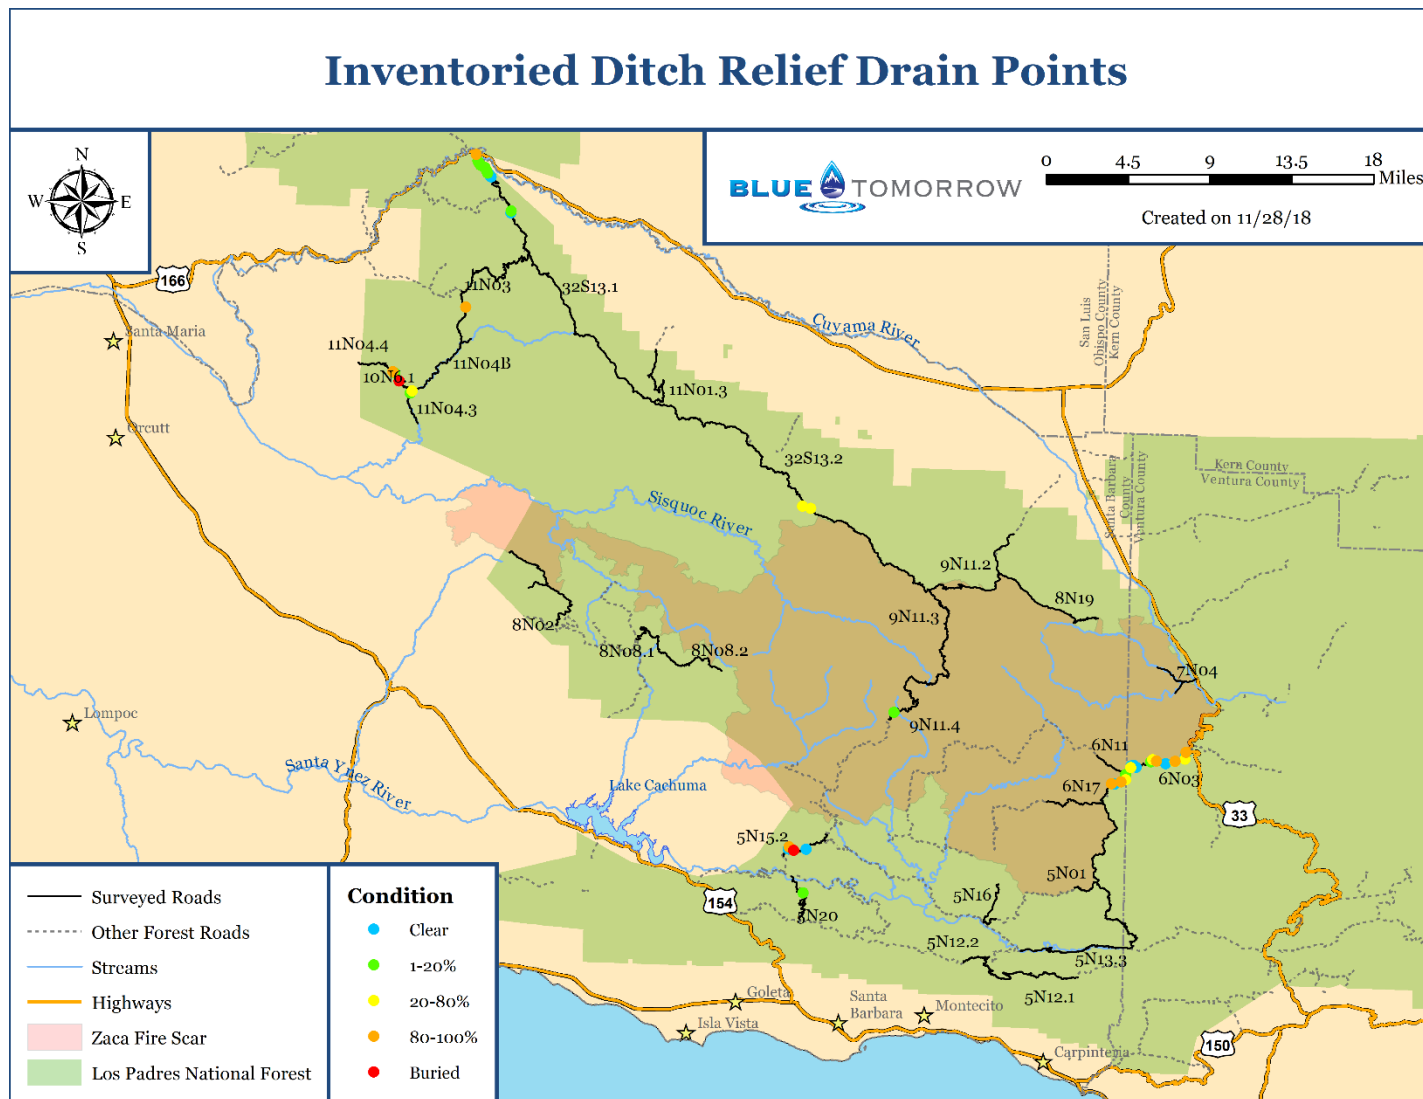 Inventoried Ditch Relief Drain Points
N
W E
S
BLUE TOMORROW
0 4.5 9 13.5 18
Miles
Created on 11/28/18
166
Santa Maria
Orcutt
Lompoc
11N03
32S13.1
11N04.4
10N6.1
11N04B
11N04.3
11N01.3
32S13.2
Cuyama River
San Luis
Obispo County
Kern County
Kern County
Ventura County
Santa Barbara
County
Ventura County
Sisquoc River
9N11.2
8N19
9N11.3
8N02
8N08.1
8N08.2
7N04
9N11.4
6N11
6N03
6N17
33
Santa Ynez River
Lake Cachuma
5N15.2
5N01
5N16
154
5N20
5N12.2
5N13.3
5N12.1
Goleta
Isla Vista
Santa
Barbara
Montecito
Carpinteria
150
Surveyed Roads
Other Forest Roads
Streams
Highways
Zaca Fire Scar
Los Padres National Forest
Condition
Clear
1-20%
20-80%
80-100%
Buried